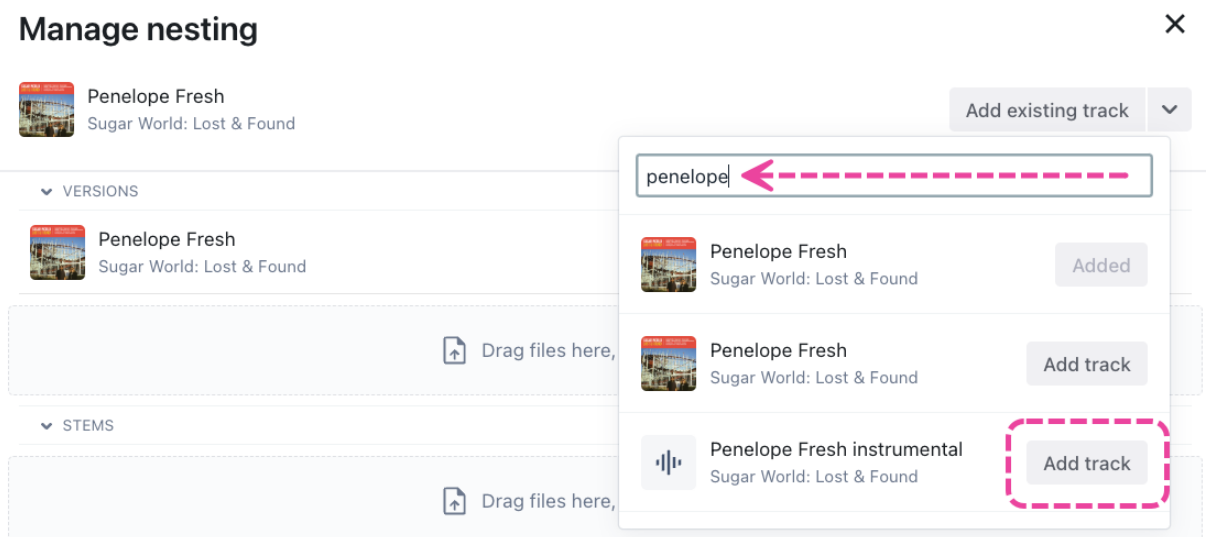 Manage nesting
Penelope Fresh
Sugar World: Lost & Found
Add existing track
penelope
VERSIONS
Penelope Fresh
Sugar World: Lost & Found
Penelope Fresh
Sugar World: Lost & Found
Added
Drag files here,
Penelope Fresh
Sugar World: Lost & Found
Add track
STEMS
Penelope Fresh instrumental
Sugar World: Lost & Found
Add track
Drag files here,